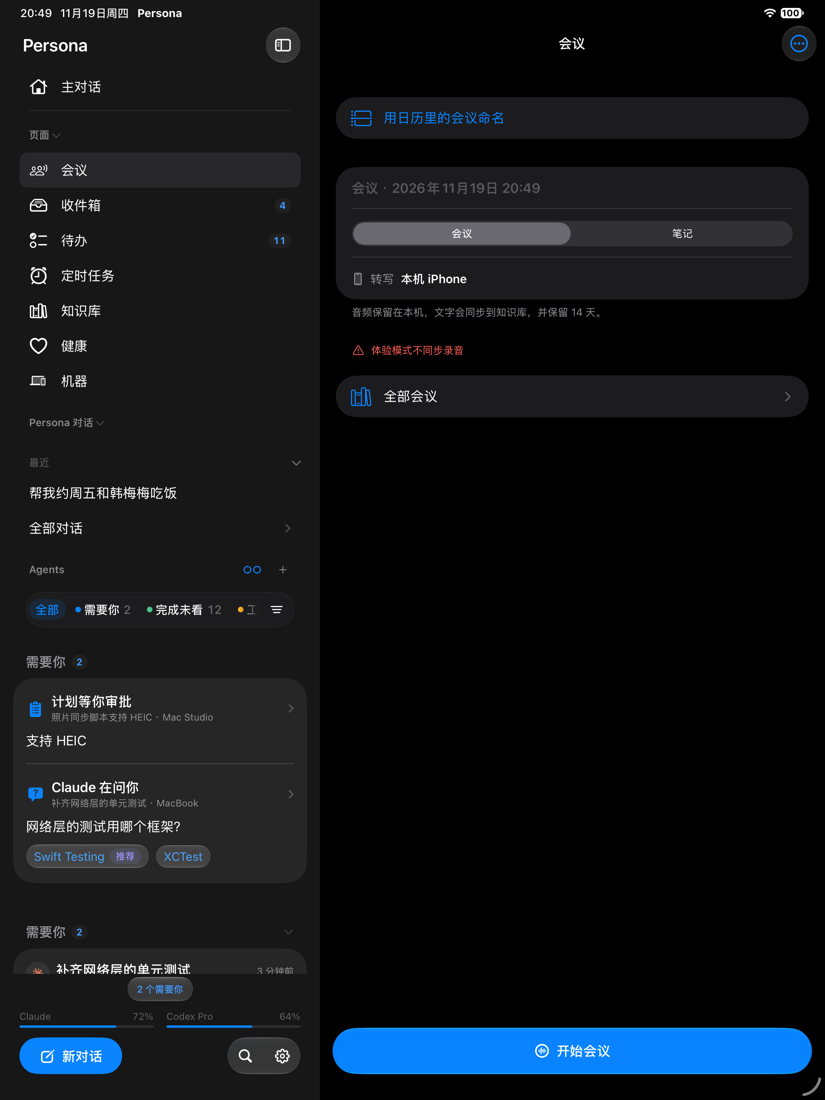 20:49 11月19日周四 Persona
100
Persona
主对话
页面
会议
收件箱 4
待办 11
定时任务
知识库
健康
机器
Persona 对话
最近
帮我约周五和韩梅梅吃饭
全部对话
Agents
全部 需要你 2 完成未看 12
需要你 2
计划等你审批
照片同步脚本支持 HEIC · Mac Studio
支持 HEIC
Claude 在问你
补齐网络层的单元测试 · MacBook
网络层的测试用哪个框架?
Swift Testing 推荐 XCTest
需要你 2
补齐网络层的单元测试 3 分钟前
2 个需要你
Claude 72% Codex Pro 64%
新对话
会议
用日历里的会议命名
会议 · 2026年11月19日 20:49
会议 笔记
转写 本机 iPhone
音频保留在本机，文字会同步到知识库，并保留 14 天。
体验模式不同步录音
全部会议
开始会议